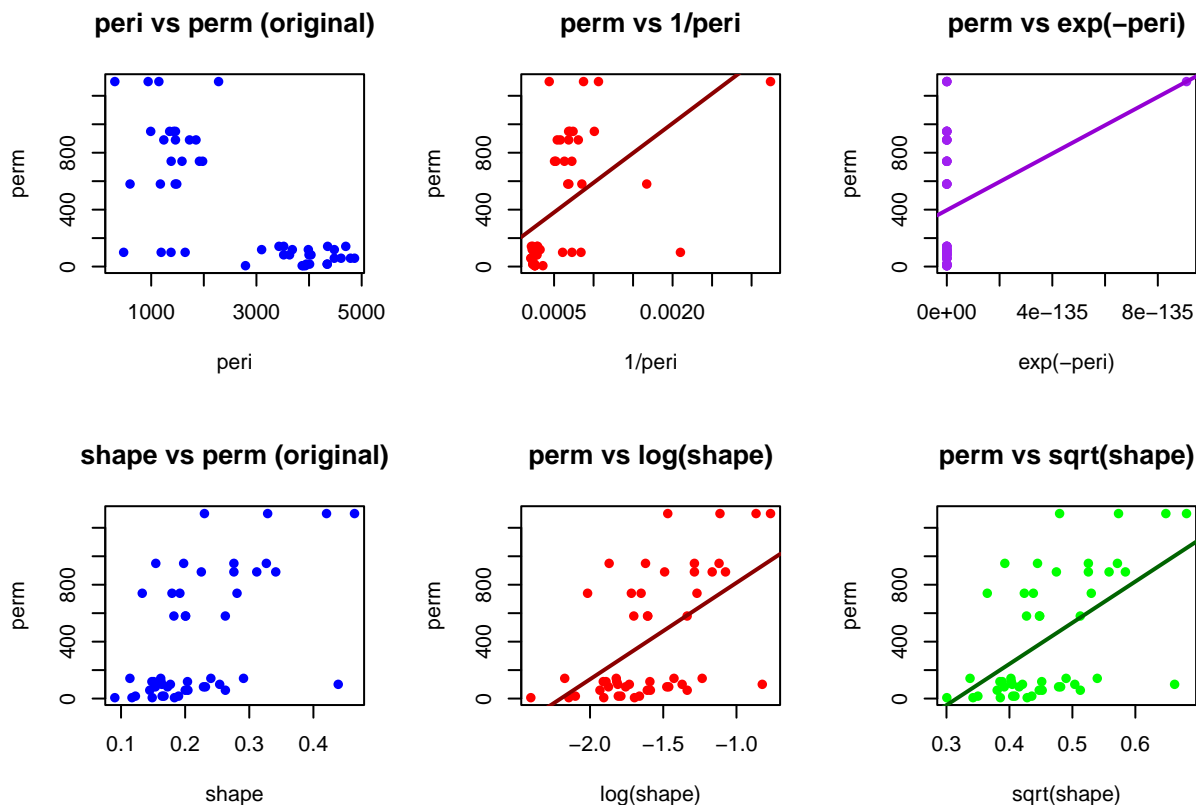 peri vs perm (original)
perm
0 400 800
1000 3000 5000
peri
perm vs 1/peri
perm
0 400 800
0.0005 0.0020
1/peri
perm vs exp(−peri)
perm
0 400 800
0e+00 4e−135 8e−135
exp(−peri)
shape vs perm (original)
perm
0 400 800
0.1 0.2 0.3 0.4
shape
perm vs log(shape)
perm
0 400 800
−2.0 −1.5 −1.0
log(shape)
perm vs sqrt(shape)
perm
0 400 800
0.3 0.4 0.5 0.6
sqrt(shape)